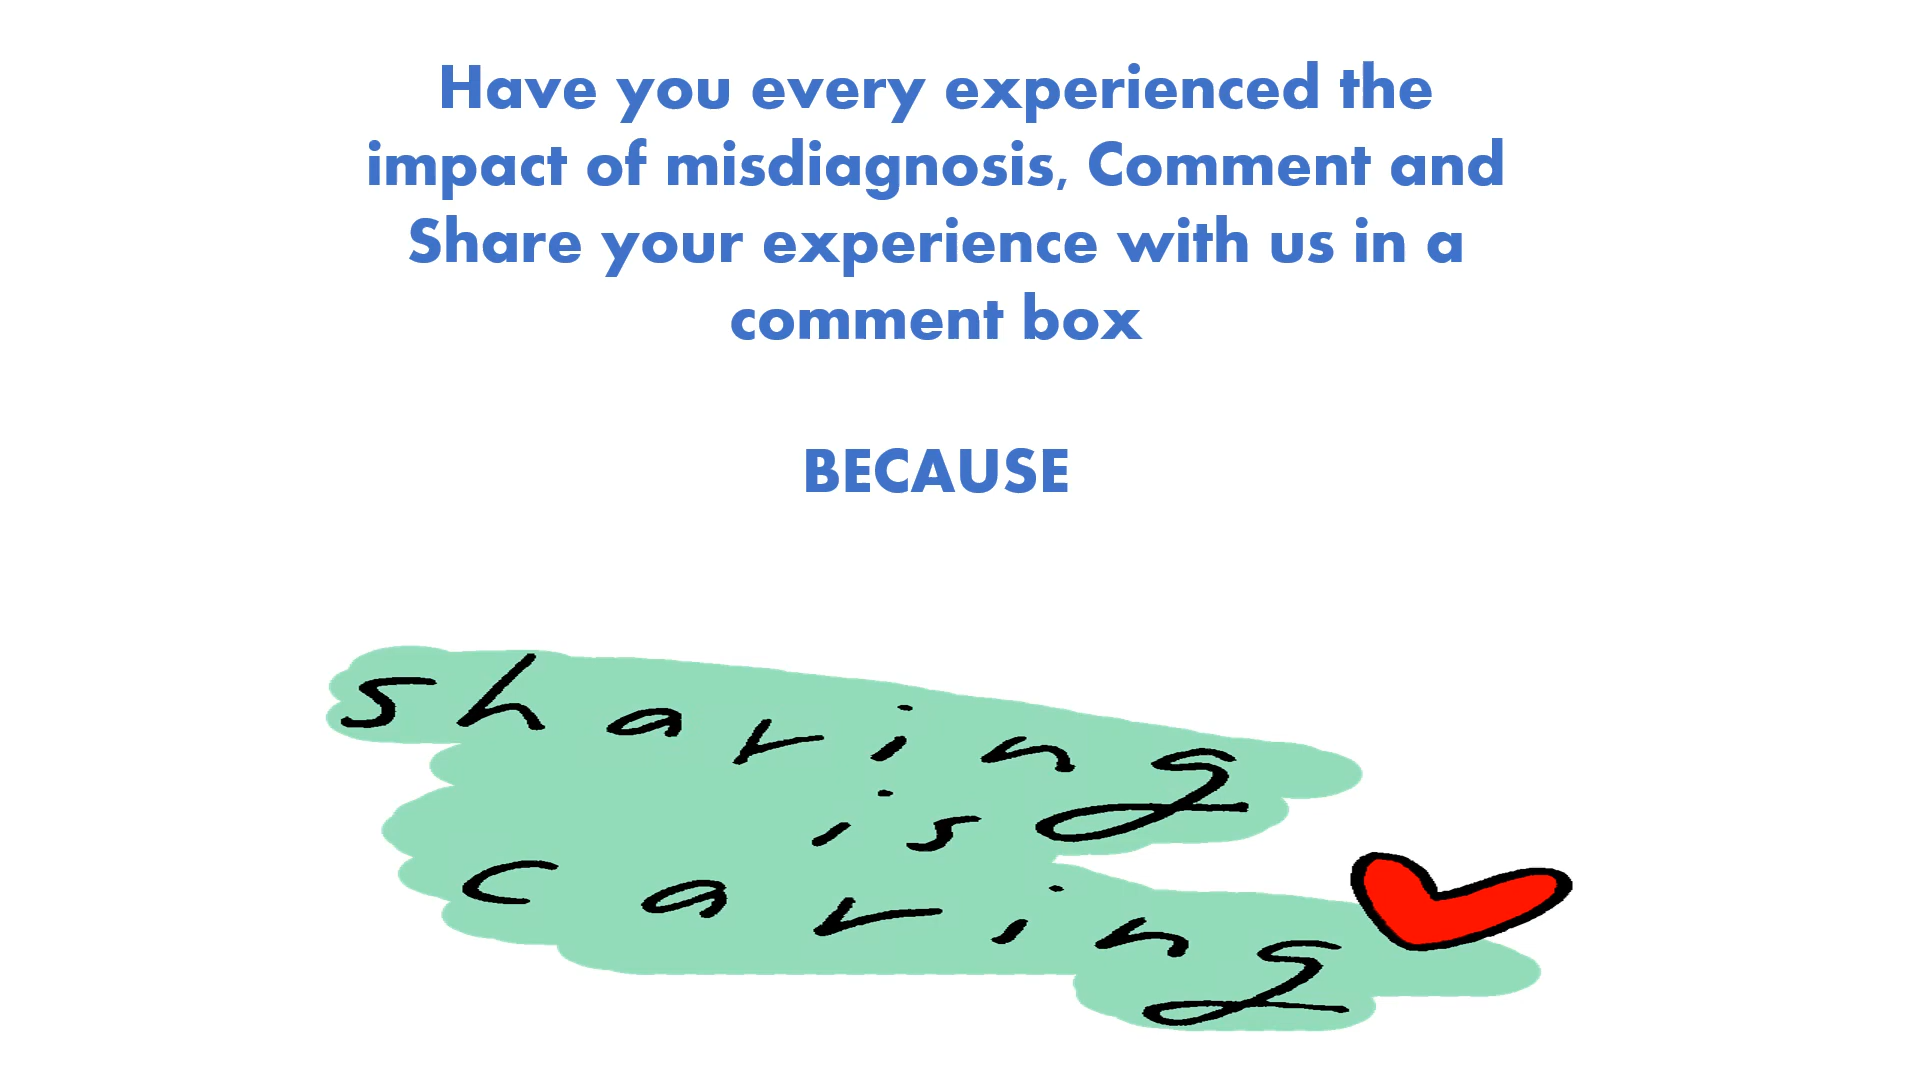 Have you every experienced the
impact of misdiagnosis, Comment and
Share your experience with us in a
comment box
BECAUSE
sharing
is
caring